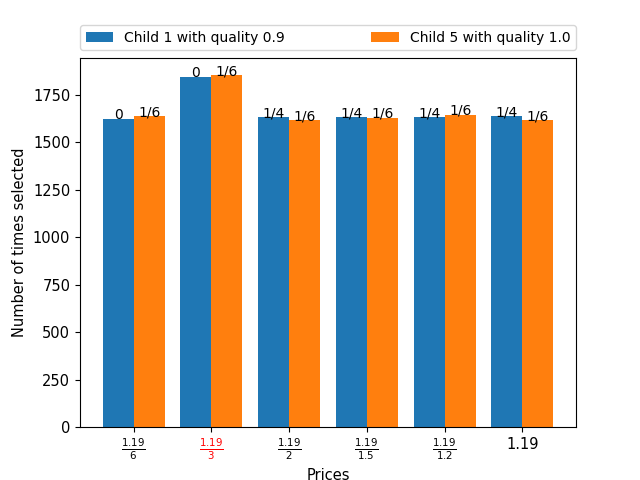 Child 1 with quality 0.9 Child 5 with quality 1.0
0 1/6 0 1/6 1/4 1/6 1/4 1/6 1/4 1/6 1/4 1/6
1750
1500
1250
1000
750
500
250
0
Number of times selected
1.19/6 1.19/3 1.19/2 1.19/1.5 1.19/1.2 1.19
Prices